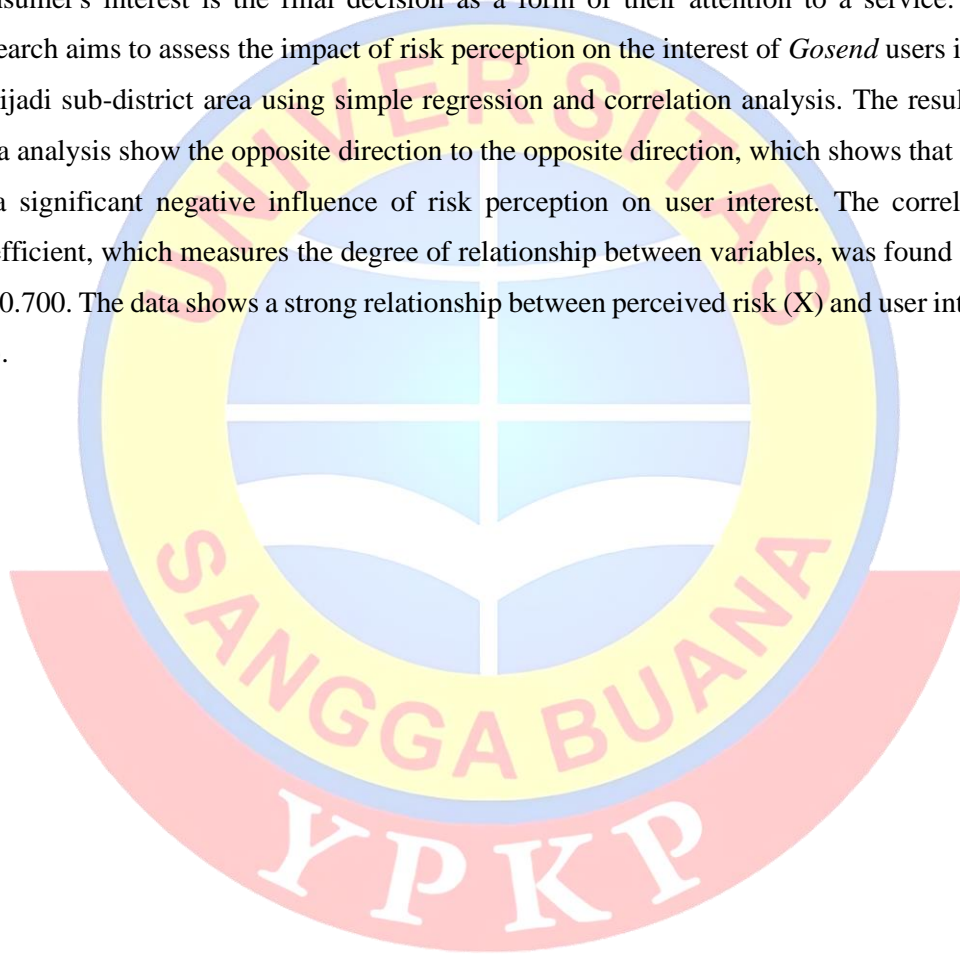 nsumer's interest is the final decision as a form of their attention to a service.
earch aims to assess the impact of risk perception on the interest of Gosend users i
ijadi sub-district area using simple regression and correlation analysis. The resul
a analysis show the opposite direction to the opposite direction, which shows that
a significant negative influence of risk perception on user interest. The correl
efficient, which measures the degree of relationship between variables, was found
0.700. The data shows a strong relationship between perceived risk (X) and user int
.
UNIVERSITAS
SANGGA BUANA
YPKP